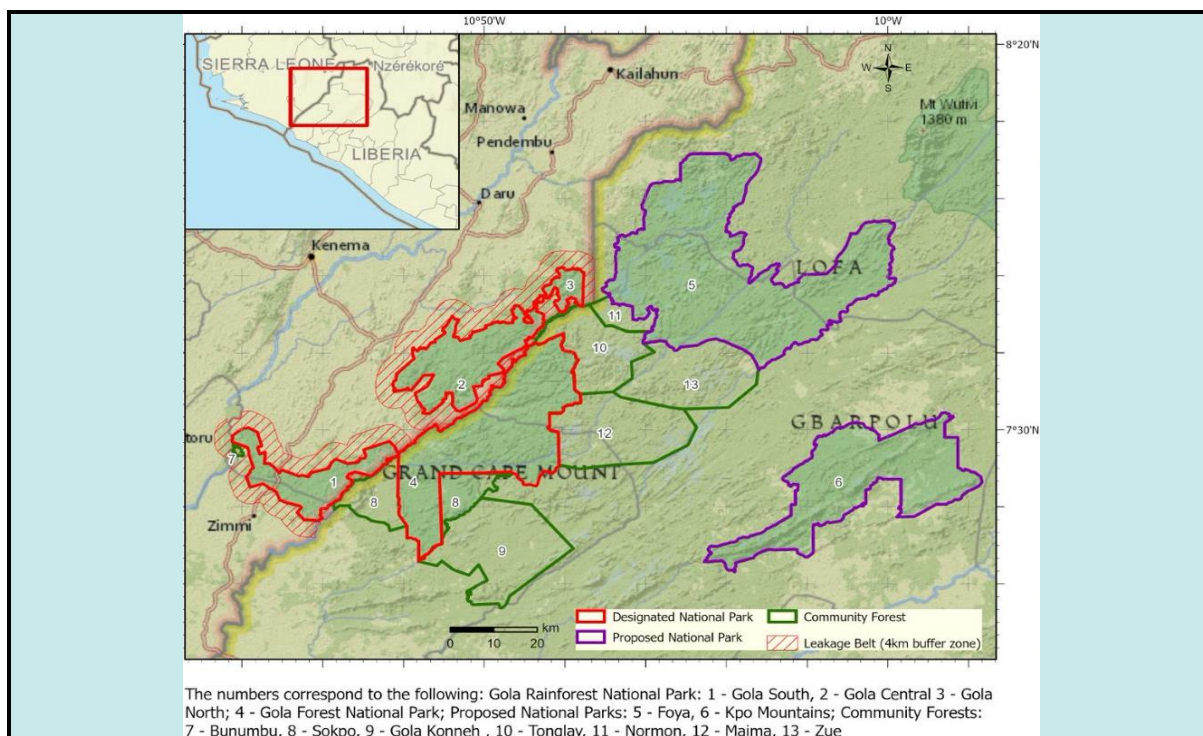 10°50'W 10°W
8°20'N
SIERRA LEONE Nzérékoré
LIBERIA
N
W E
S
Kailahun
Manowa
Mt Wutivi
1380 m
Pendembu
Daru
Kenema
LOFA
3
5
11
10
2
13
GBARPOLU
toru
12
7°30'N
7
GRAND CAPE MOUNT
1
4
6
8
8
Zimmi
9
km
0 10 20
Designated National Park
Community Forest
Proposed National Park
Leakage Belt (4km buffer zone)
The numbers correspond to the following: Gola Rainforest National Park: 1 - Gola South, 2 - Gola Central 3 - Gola
North; 4 - Gola Forest National Park; Proposed National Parks: 5 - Foya, 6 - Kpo Mountains; Community Forests:
7 - Bunumbu, 8 - Sokpo, 9 - Gola Konneh , 10 - Tonglay, 11 - Normon, 12 - Maima, 13 - Zue